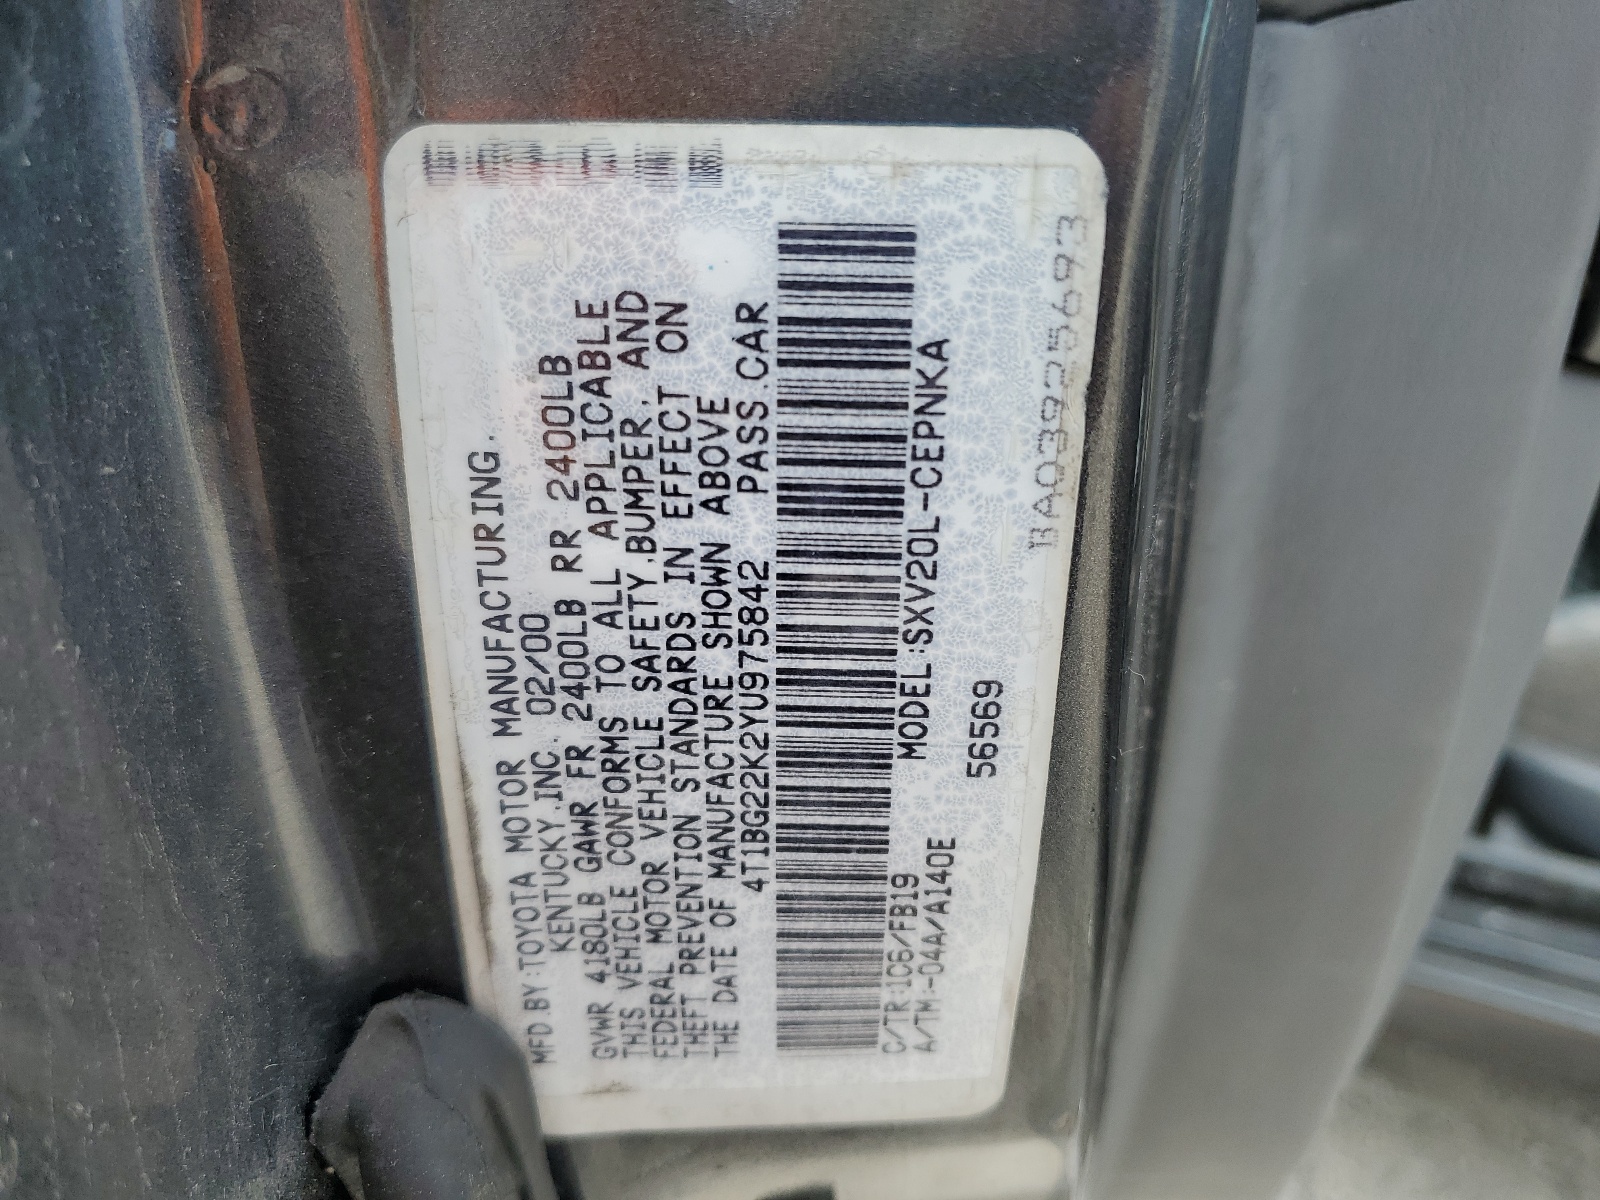 MFD.BY:TOYOTA MOTOR MANUFACTURING.
KENTUCKY.INC. 02/00
GVWR 4180LB GAWR FR 2400LB RR 2400LB
THIS VEHICLE CONFORMS TO ALL APPLICABLE
FEDERAL MOTOR VEHICLE SAFETY.BUMPER. AND
THEFT PREVENTION STANDARDS IN EFFECT ON
THE DATE OF MANUFACTURE SHOWN ABOVE
4T1BG22K2YU975842 PASS.CAR
MODEL:SXV20L-CEPNKA
C/TR:1C6/FB19 56569
A/TM:-04A/A140E
BA03925693